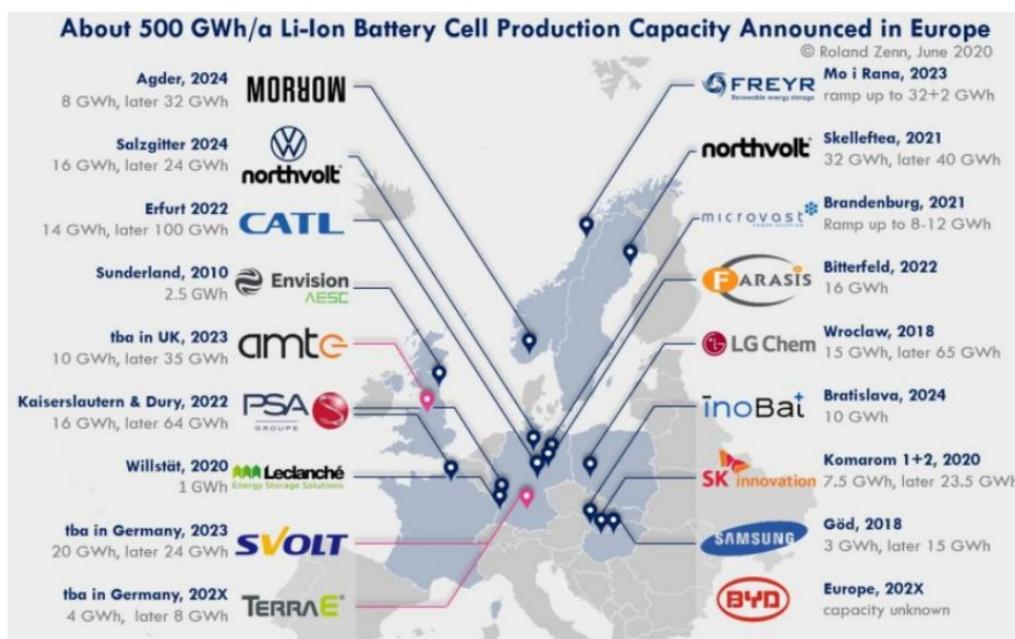 About 500 GWh/a Li-Ion Battery Cell Production Capacity Announced in Europe
© Roland Zenn, June 2020
Agder, 2024
8 GWh, later 32 GWh
MORROW
Salzgitter 2024
16 GWh, later 24 GWh
northvolt
Erfurt 2022
14 GWh, later 100 GWh
CATL
Sunderland, 2010
2.5 GWh
Envision
AESC
tba in UK, 2023
10 GWh, later 35 GWh
amte
Kaiserslautern & Dury, 2022
16 GWh, later 64 GWh
PSA
GROUPE
Willstät, 2020
1 GWh
Leclanché
Energy Storage Solutions
tba in Germany, 2023
20 GWh, later 24 GWh
SVOLT
tba in Germany, 202X
4 GWh, later 8 GWh
TERRAE
FREYR
Renewable energy storage
Mo i Rana, 2023
ramp up to 32+2 GWh
northvolt
Skelleftea, 2021
32 GWh, later 40 GWh
microvast
POWER SOLUTION
Brandenburg, 2021
Ramp up to 8-12 GWh
FARASIS
Bitterfeld, 2022
16 GWh
LG Chem
Wroclaw, 2018
15 GWh, later 65 GWh
inoBat
Bratislava, 2024
10 GWh
SK innovation
Komarom 1+2, 2020
7.5 GWh, later 23.5 GWh
SAMSUNG
Göd, 2018
3 GWh, later 15 GWh
BYD
Europe, 202X
capacity unknown